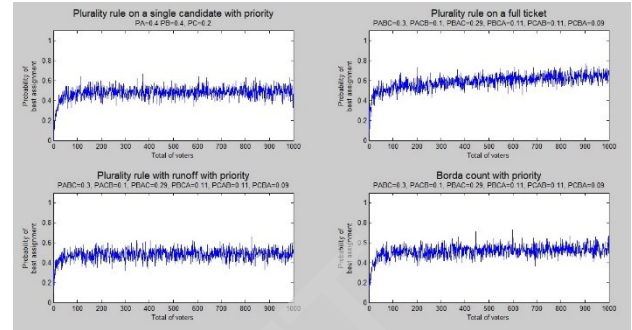 Plurality rule on a single candidate with priority
PA=0.4 PB=0.4, PC=0.2
Probability of
best assignment
1
0.8
0.6
0.4
0.2
0
0 100 200 300 400 500 600 700 800 900 1000
Total of voters
Plurality rule on a full ticket
PABC=0.3, PACB=0.1, PBAC=0.29, PBCA=0.11, PCAB=0.11, PCBA=0.09
Probability of
best assignment
1
0.8
0.6
0.4
0.2
0
0 100 200 300 400 500 600 700 800 900 1000
Total of voters
Plurality rule with runoff with priority
PABC=0.3, PACB=0.1, PBAC=0.29, PBCA=0.11, PCAB=0.11, PCBA=0.09
Probability of
best assignment
1
0.8
0.6
0.4
0.2
0
0 100 200 300 400 500 600 700 800 900 1000
Total of voters
Borda count with priority
PABC=0.3, PACB=0.1, PBAC=0.29, PBCA=0.11, PCAB=0.11, PCBA=0.09
Probability of
best assignment
1
0.8
0.6
0.4
0.2
0
0 100 200 300 400 500 600 700 800 900 1000
Total of voters